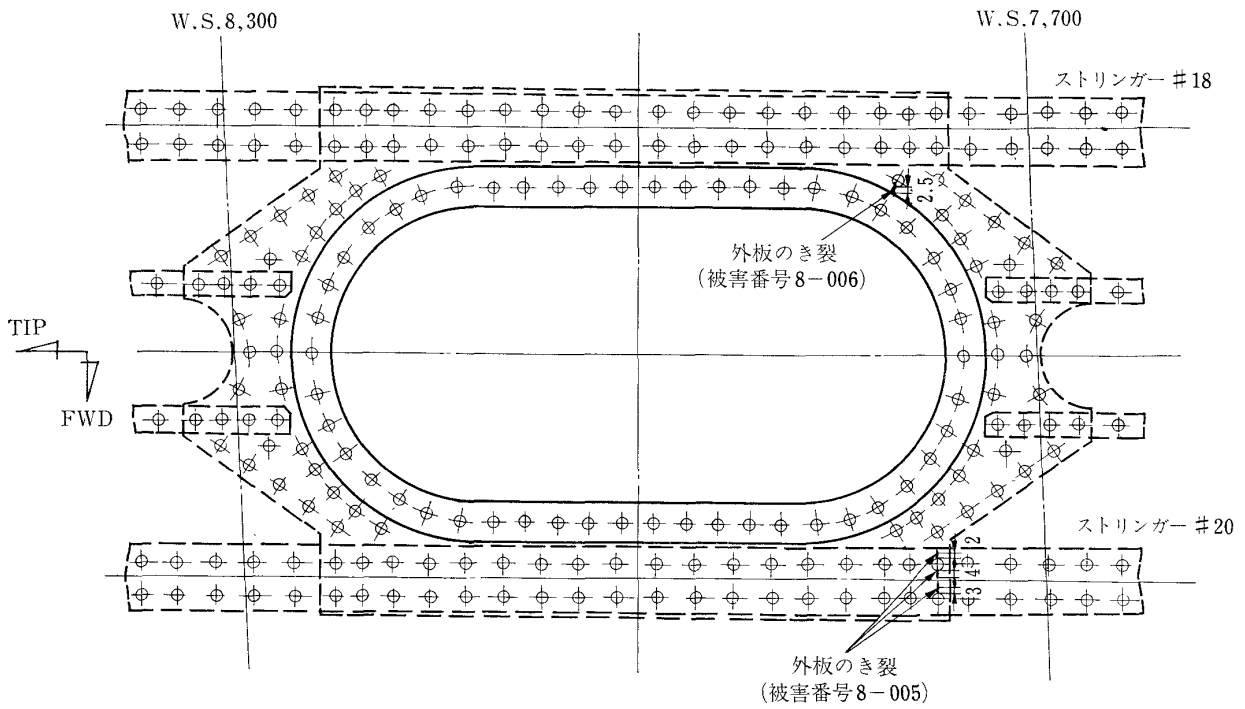 W.S.8,300
W.S.7,700
ストリンガー#18
2.5
外板のき裂
(被害番号8-006)
TIP
FWD
ストリンガー#20
2
4
3
外板のき裂
(被害番号8-005)